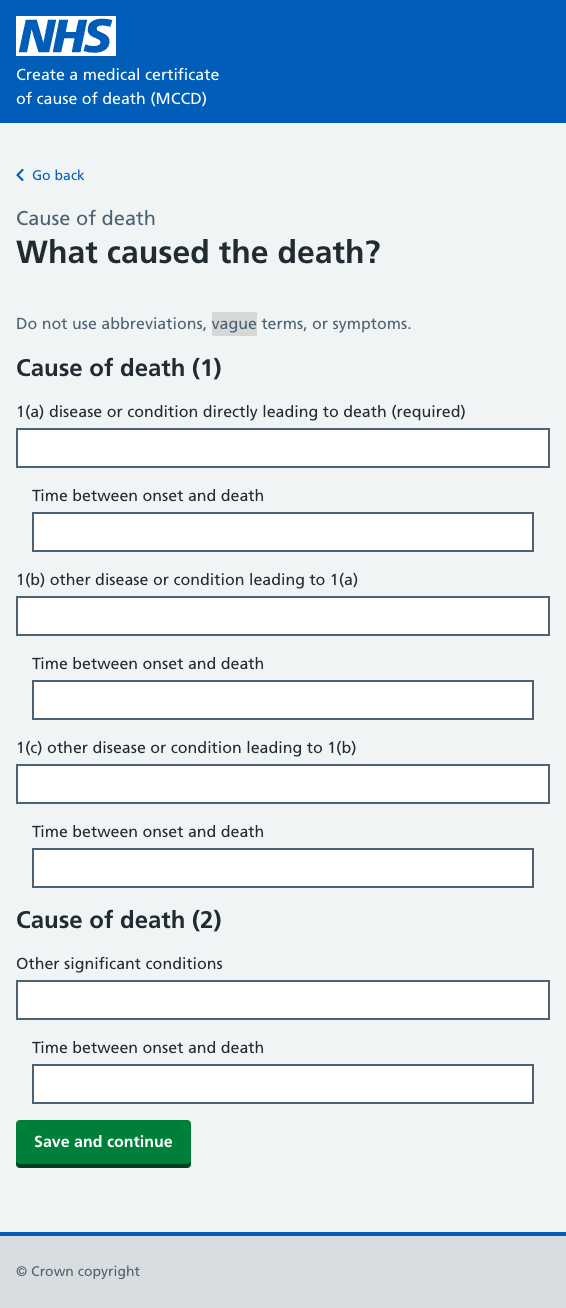 NHS
Create a medical certificate
of cause of death (MCCD)
Go back
Cause of death
What caused the death?
Do not use abbreviations, vague terms, or symptoms.
Cause of death (1)
1(a) disease or condition directly leading to death (required)
Time between onset and death
1(b) other disease or condition leading to 1(a)
Time between onset and death
1(c) other disease or condition leading to 1(b)
Time between onset and death
Cause of death (2)
Other significant conditions
Time between onset and death
Save and continue
© Crown copyright